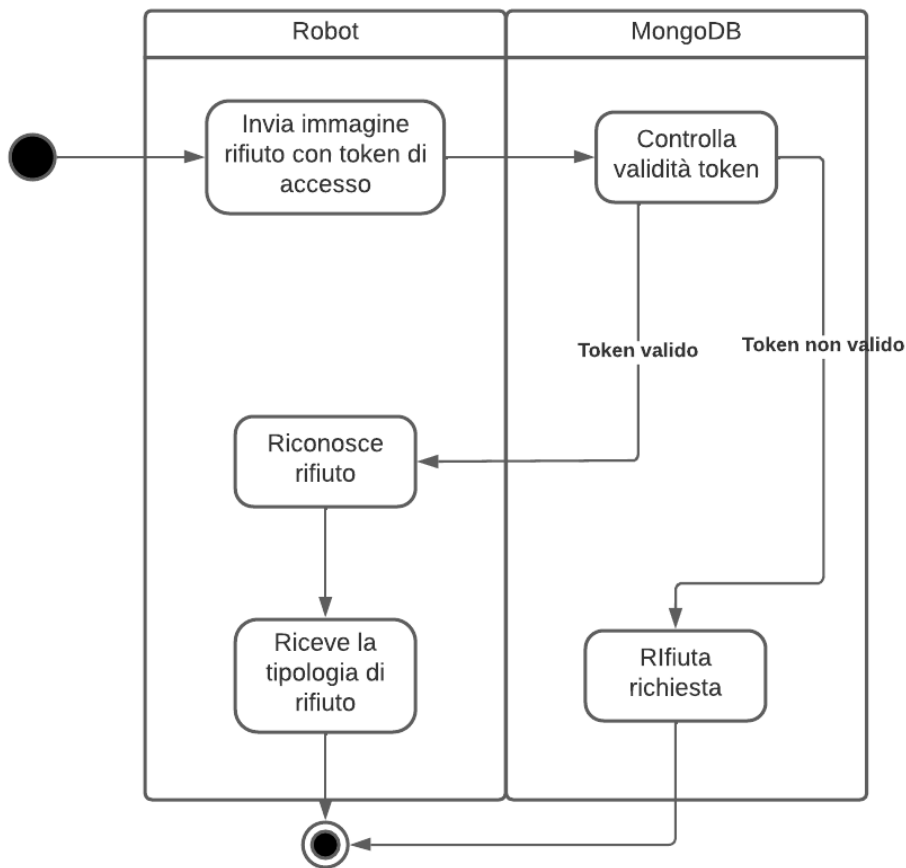 Robot
MongoDB
Invia immagine
rifiuto con token di
accesso
Controlla
validità token
Token valido
Token non valido
Riconosce
rifiuto
Riceve la
tipologia di
rifiuto
RIfiuta
richiesta